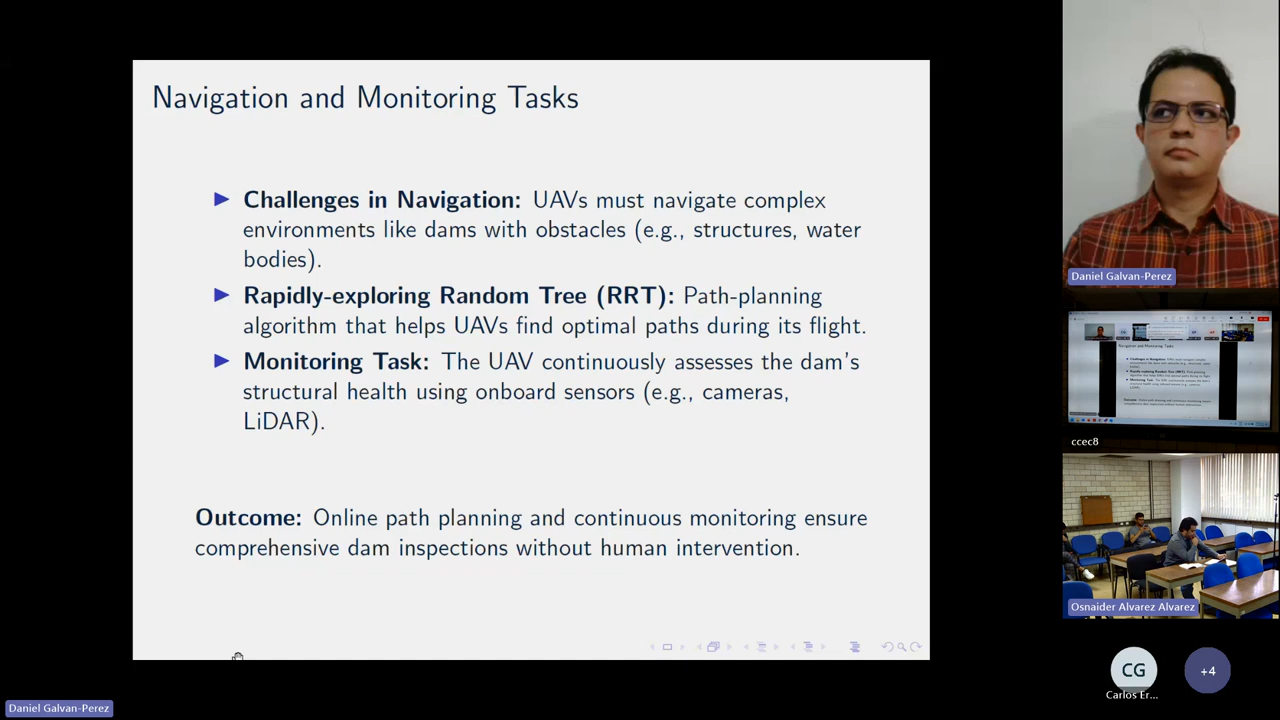 Navigation and Monitoring Tasks
Challenges in Navigation: UAVs must navigate complex
environments like dams with obstacles (e.g., structures, water
bodies).
Rapidly-exploring Random Tree (RRT): Path-planning
algorithm that helps UAVs find optimal paths during its flight.
Monitoring Task: The UAV continuously assesses the dam's
structural health using onboard sensors (e.g., cameras,
LiDAR).
Outcome: Online path planning and continuous monitoring ensure
comprehensive dam inspections without human intervention.
Daniel Galvan-Perez
Daniel Galvan-Perez
Navigation and Monitoring Tasks
ccec8
Osnaider Alvarez Alvarez
CG
Carlos Er...
+4